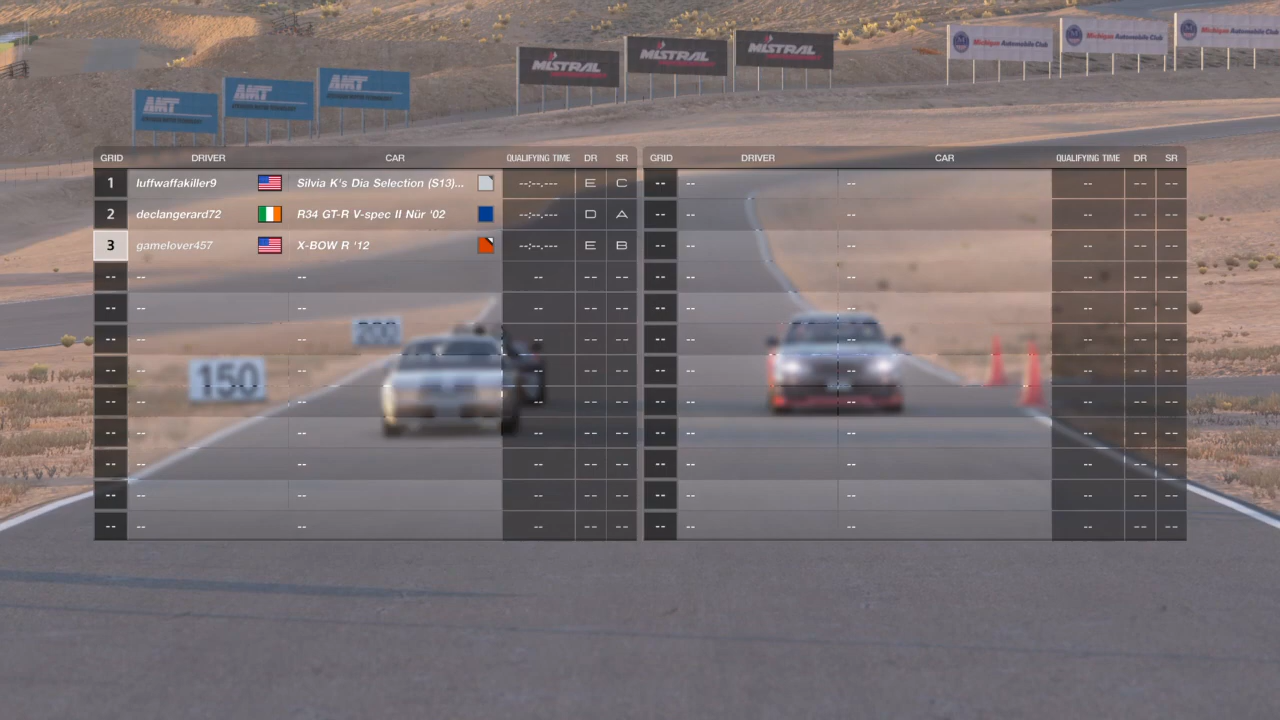 AMT
AMT
AMT
MISTRAL
MISTRAL
MISTRAL
Michigan Automobile Club
Michigan Automobile Club
Michigan Automobile Club
GRID DRIVER CAR QUALIFYING TIME DR SR GRID DRIVER CAR QUALIFYING TIME DR SR
1 luffwaffakiller9 Silvia K's Dia Selection (S13)... --:--.--- E C -- -- -- -- -- --
2 declangerard72 R34 GT-R V-spec II Nür '02 --:--.--- D A -- -- -- -- -- --
3 gamelover457 X-BOW R '12 --:--.--- E B -- -- -- -- -- --
-- -- -- -- -- -- -- -- -- -- -- --
-- -- -- -- -- -- -- -- -- -- -- --
-- -- -- -- -- -- -- -- -- -- -- --
200
-- -- -- -- -- -- -- -- -- -- -- --
150
-- -- -- -- -- -- -- -- -- -- -- --
-- -- -- -- -- -- -- -- -- -- -- --
-- -- -- -- -- -- -- -- -- -- -- --
-- -- -- -- -- -- -- -- -- -- -- --
-- -- -- -- -- -- -- -- -- -- -- --